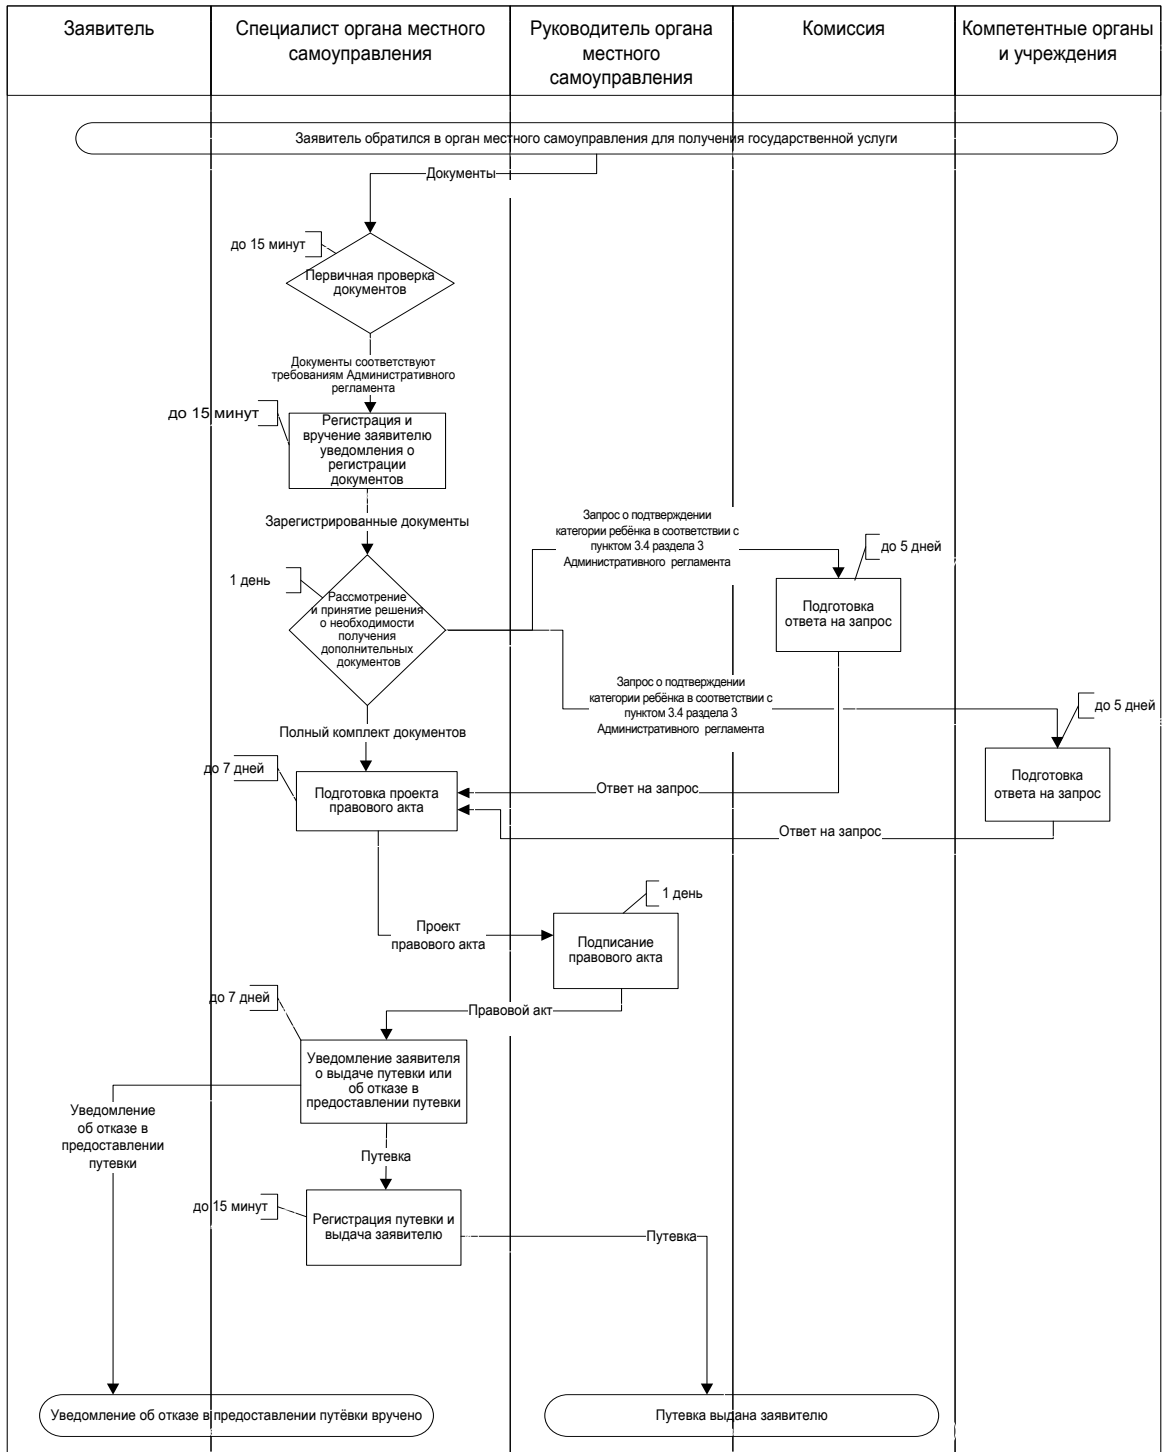 Заявитель
Специалист органа местного
самоуправления
Руководитель органа
местного
самоуправления
Комиссия
Компетентные органы
и учреждения
Заявитель обратился в орган местного самоуправления для получения государственной услуги
Документы
до 15 минут
Первичная проверка
документов
Документы соответствуют
требованиям Административного
регламента
до 15 минут
Регистрация и
вручение заявителю
уведомления о
регистрации
документов
Зарегистрированные документы
Запрос о подтверждении
категории ребёнка в соответствии с
пунктом 3.4 раздела 3
Административного регламента
до 5 дней
1 день
Рассмотрение
и принятие решения
о необходимости
получения
дополнительных
документов
Подготовка
ответа на запрос
Запрос о подтверждении
категории ребёнка в соответствии с
пунктом 3.4 раздела 3
Административного регламента
до 5 дней
Полный комплект документов
до 7 дней
Подготовка проекта
правового акта
Ответ на запрос
Подготовка
ответа на запрос
Ответ на запрос
1 день
Проект
правового акта
Подписание
правового акта
до 7 дней
Правовой акт
Уведомление заявителя
о выдаче путевки или
об отказе в
предоставлении путевки
Уведомление
об отказе в
предоставлении
путевки
Путевка
до 15 минут
Регистрация путевки и
выдача заявителю
Путевка
Уведомление об отказе в предоставлении путёвки вручено
Путевка выдана заявителю